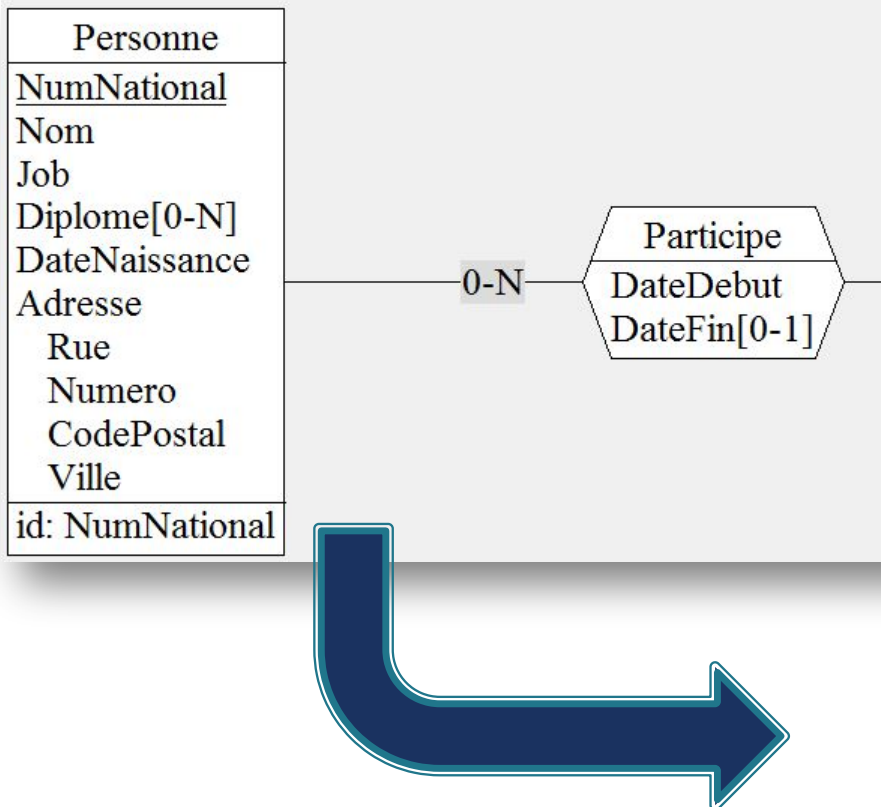 Personne
NumNational
Nom
Job
Diplome[0-N]
DateNaissance
Adresse
Rue
Numero
CodePostal
Ville
id: NumNational
0-N
Participe
DateDebut
DateFin[0-1]